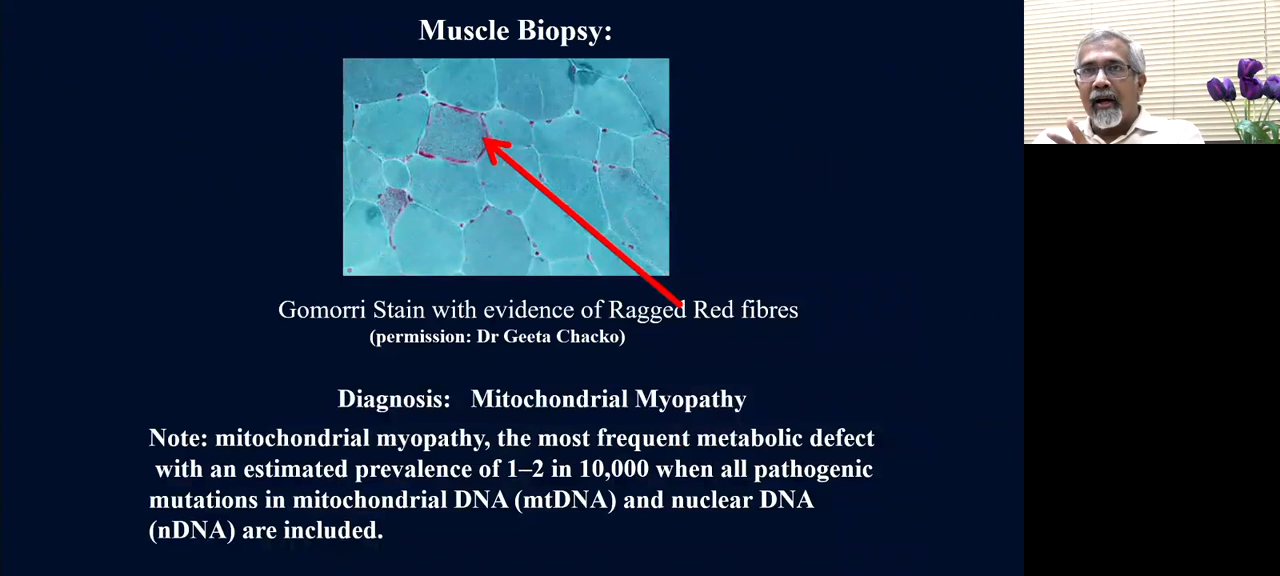 Muscle Biopsy:
Gomorri Stain with evidence of Ragged Red fibres
(permission: Dr Geeta Chacko)
Diagnosis: Mitochondrial Myopathy
Note: mitochondrial myopathy, the most frequent metabolic defect
with an estimated prevalence of 1–2 in 10,000 when all pathogenic
mutations in mitochondrial DNA (mtDNA) and nuclear DNA
(nDNA) are included.